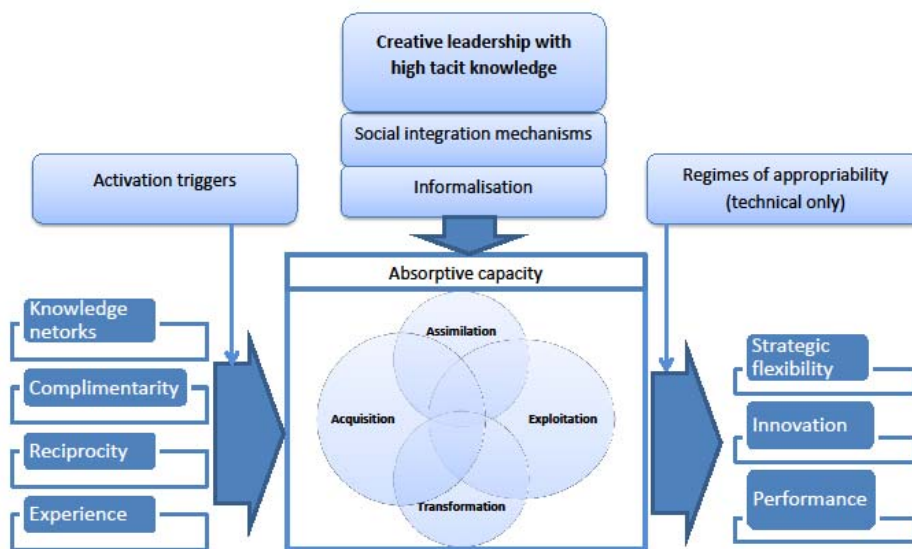 Creative leadership with
high tacit knowledge
Social integration mechanisms
Informalisation
Activation triggers
Regimes of appropriability
(technical only)
Absorptive capacity
Knowledge
netorks
Complimentarity
Reciprocity
Experience
Assimilation
Acquisition
Exploitation
Transformation
Strategic
flexibility
Innovation
Performance